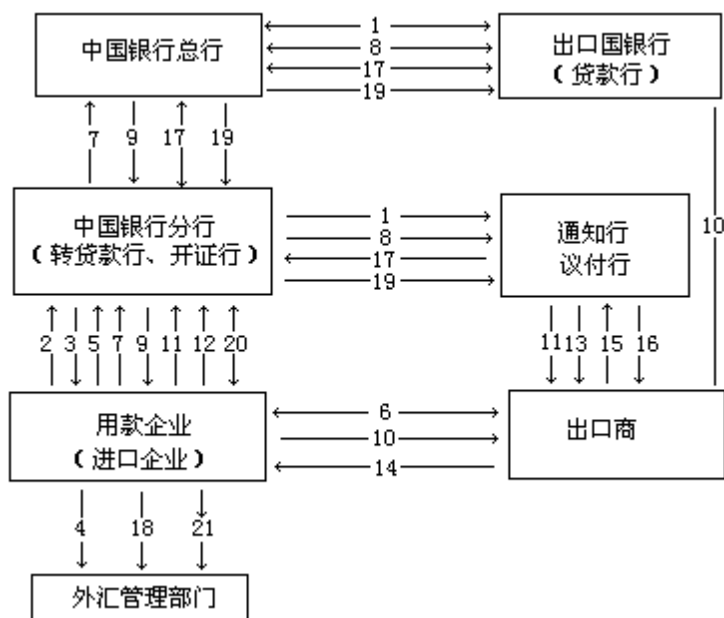 中国银行总行
1
8
17
19
出口国银行
（贷款行）
7 9 17 19
10
中国银行分行
（转贷款行、开证行）
1
8
17
19
通知行
议付行
2 3 5 7 9 11 12 20
11 13 15 16
用款企业
（进口企业）
6
10
14
出口商
4 18 21
外汇管理部门